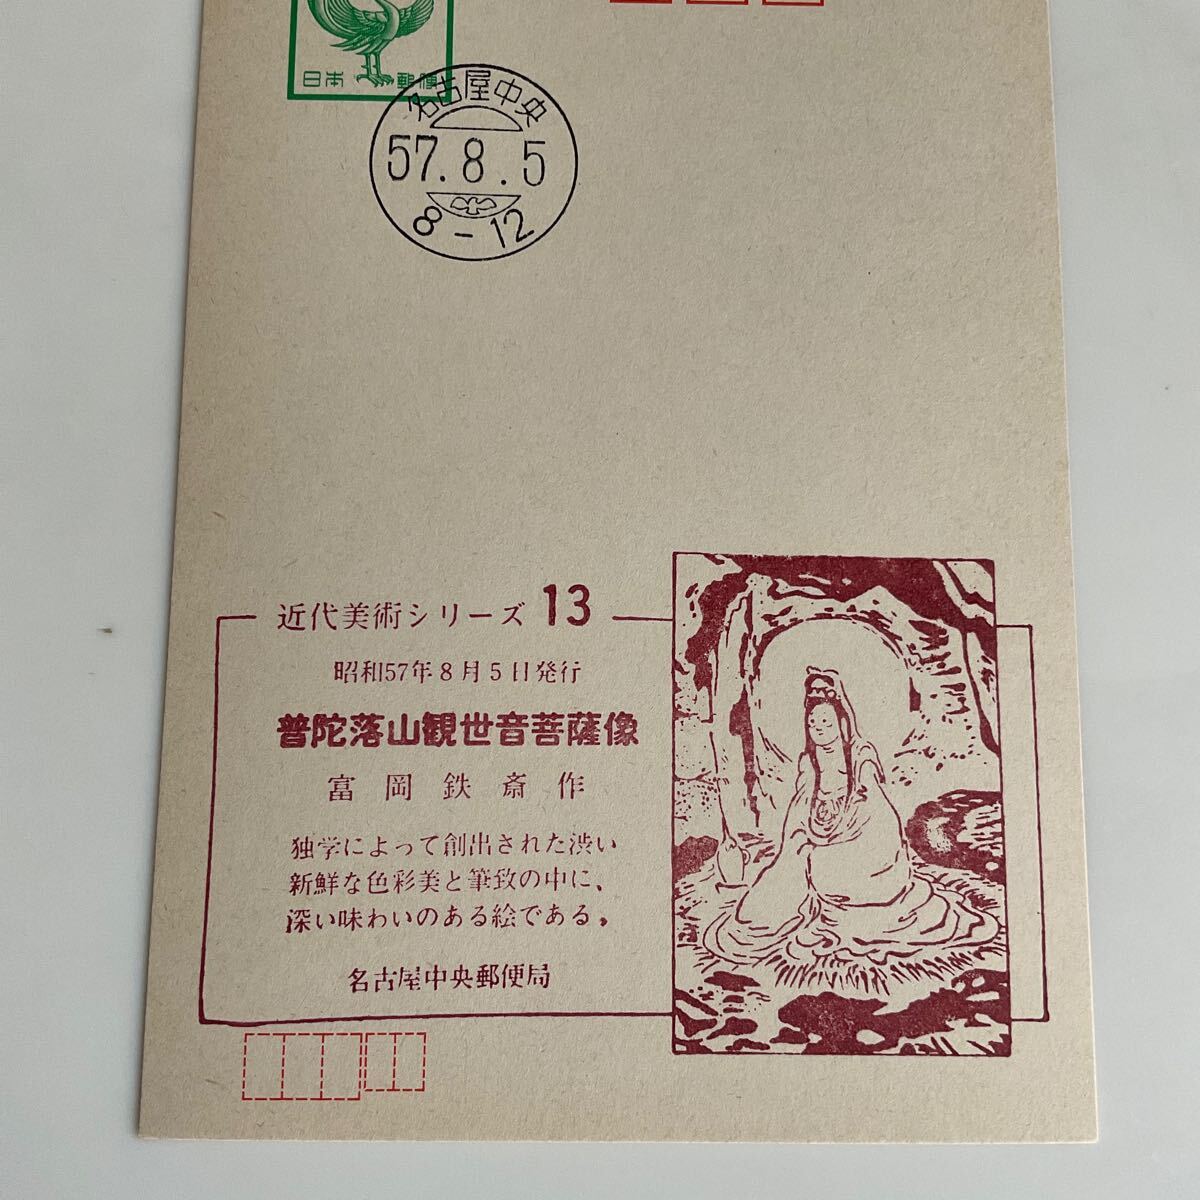 日本郵便
名古屋中央
57.8.5
8-12
近代美術シリーズ 13
昭和57年8月5日発行
普陀落山観世音菩薩像
富岡鉄斎作
独学によって創出された渋い
新鮮な色彩美と筆致の中に、
深い味わいのある絵である。
名古屋中央郵便局